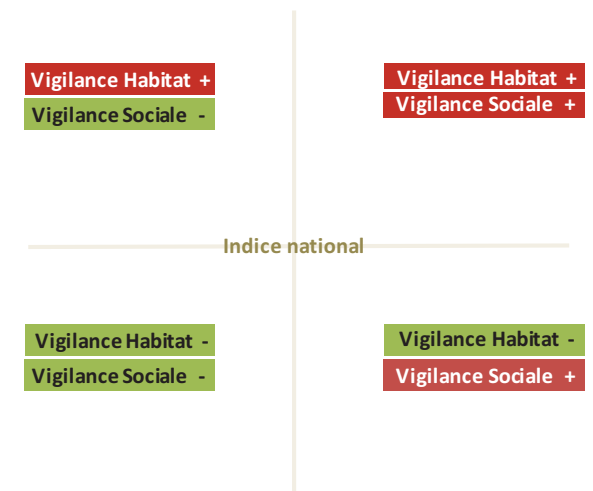 Vigilance Habitat +
Vigilance Sociale -
Vigilance Habitat +
Vigilance Sociale +
Indice national
Vigilance Habitat -
Vigilance Sociale -
Vigilance Habitat -
Vigilance Sociale +